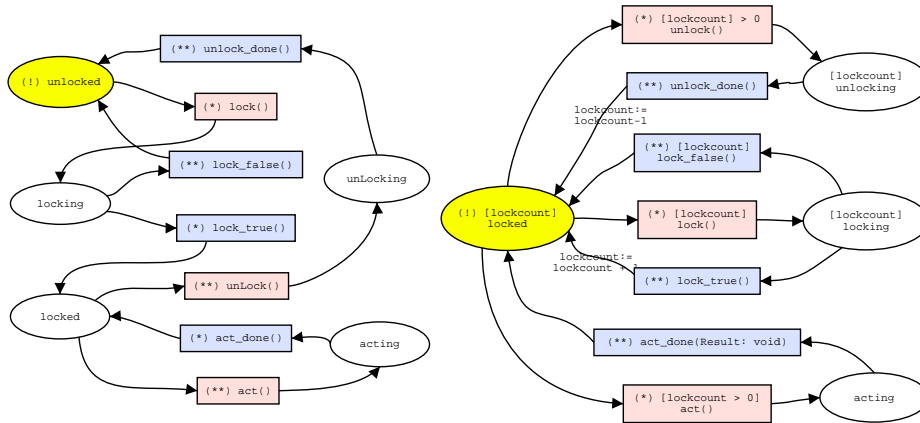 (**) unlock_done()
(!) unlocked
(*) lock()
(**) lock_false()
locking
unLocking
(*) lock_true()
(**) unLock()
locked
(*) act_done()
acting
(**) act()
(*) [lockcount] > 0
unlock()
[lockcount]
unlocking
(**) unlock_done()
lockcount:=
lockcount-1
(**) [lockcount]
lock_false()
(!) [lockcount]
locked
(*) [lockcount]
lock()
[lockcount]
locking
lockcount:=
lockcount + 1
(**) lock_true()
(**) act_done(Result: void)
(*) [lockcount > 0]
act()
acting